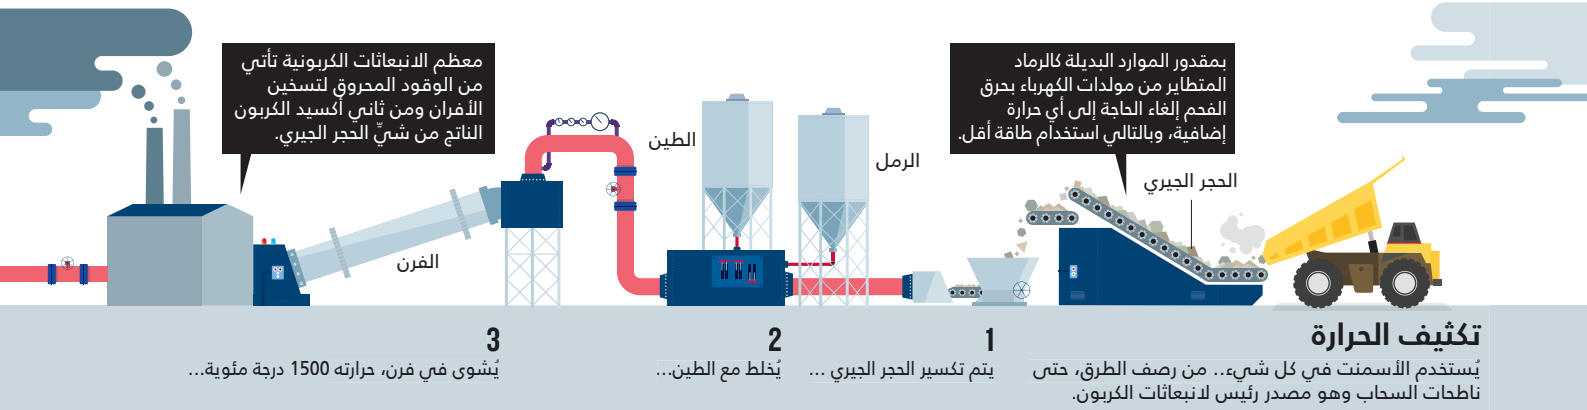 بمقدور الموارد البديلة كالرماد
المتطاير من مولدات الكهرباء بحرق
الفحم إلغاء الحاجة إلى أي حرارة
إضافية، وبالتالي استخدام طاقة أقل.
معظم الانبعاثات الكربونية تأتي
من الوقود المحروق لتسخين
الأفران ومن ثاني أكسيد الكربون
الناتج من شيِّ الحجر الجيري.
الحجر الجيري
الرمل
الطين
الفرن
تكثيف الحرارة
يُستخدم الأسمنت في كل شيء.. من رصف الطرق، حتى
ناطحات السحاب وهو مصدر رئيس لانبعاثات الكربون.
1
يتم تكسير الحجر الجيري ...
2
يُخلط مع الطين...
3
يُشوى في فرن، حرارته 1500 درجة مئوية...